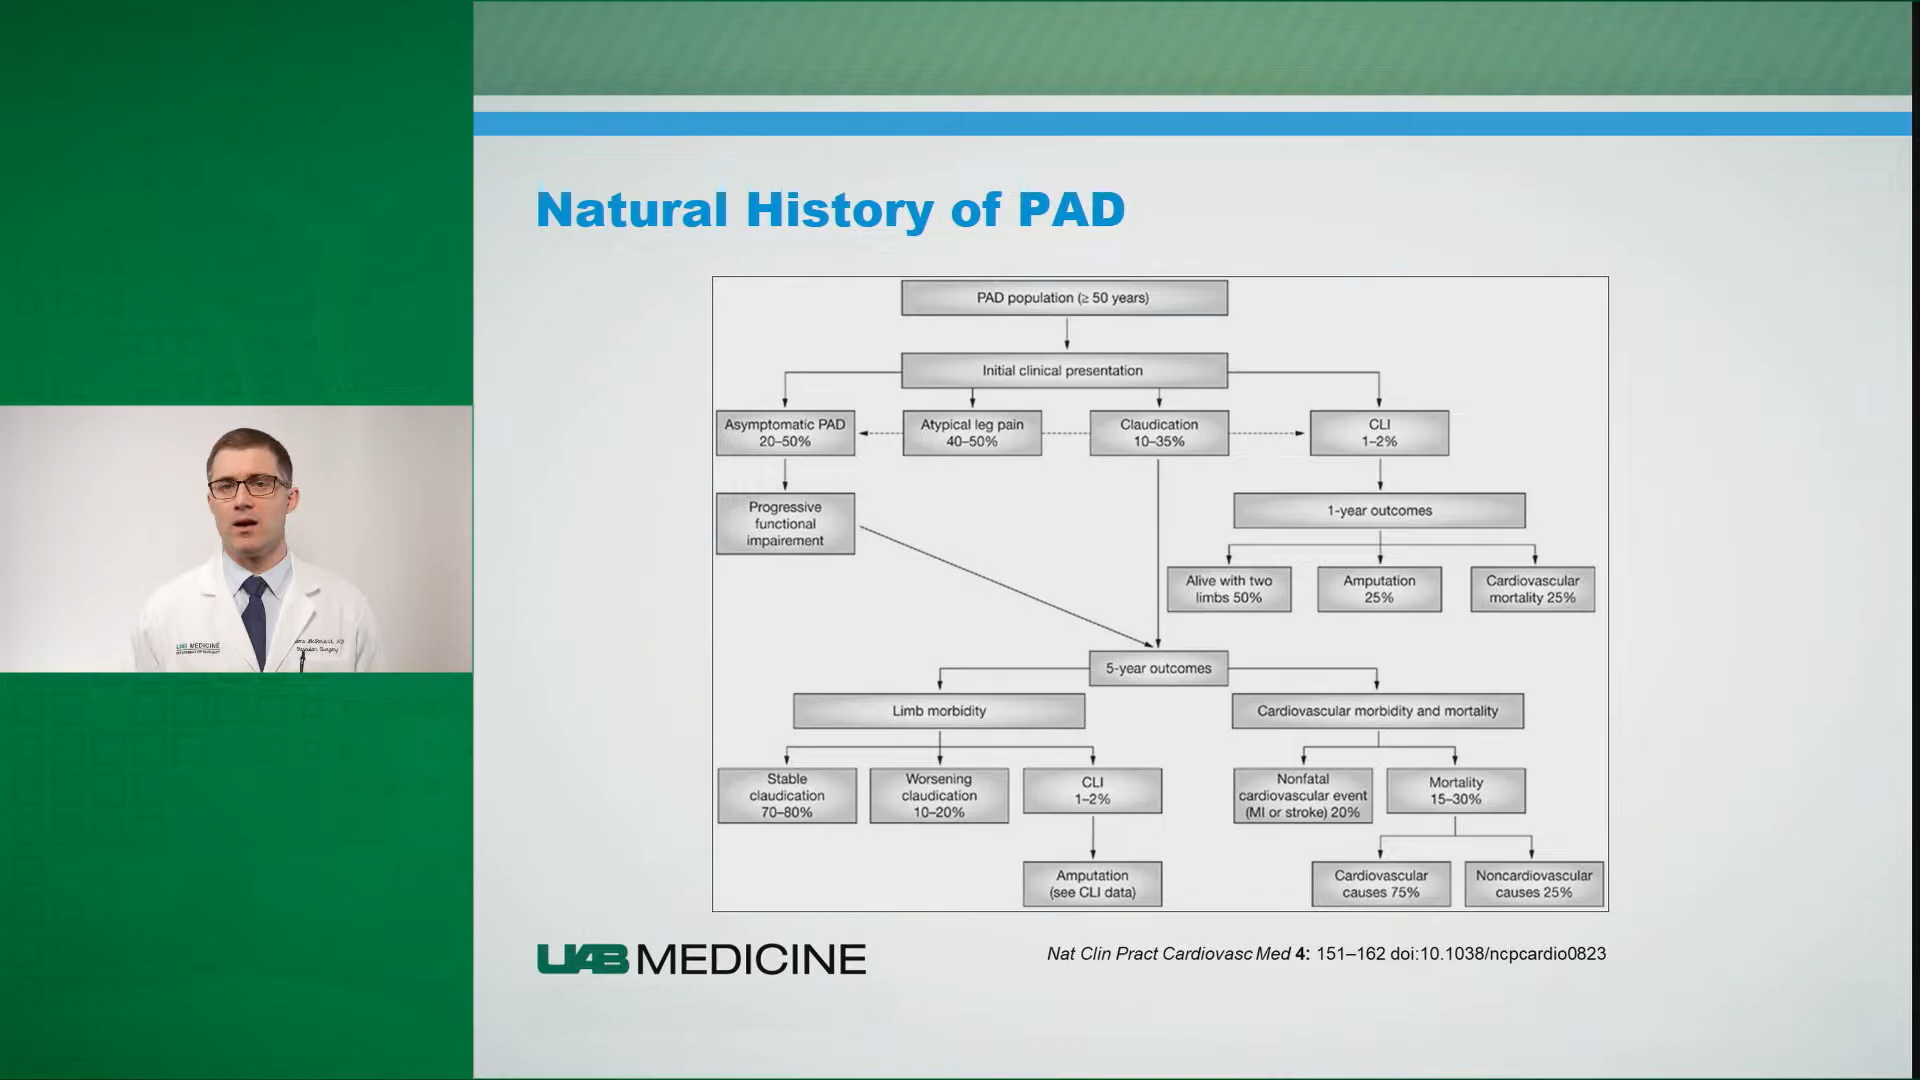 Natural History of PAD
PAD population (≥ 50 years)
Initial clinical presentation
Asymptomatic PAD
20–50%
Atypical leg pain
40–50%
Claudication
10–35%
CLI
1–2%
Progressive
functional
impairement
1-year outcomes
Alive with two
limbs 50%
Amputation
25%
Cardiovascular
mortality 25%
5-year outcomes
Limb morbidity
Cardiovascular morbidity and mortality
Stable
claudication
70–80%
Worsening
claudication
10–20%
CLI
1–2%
Nonfatal
cardiovascular event
(MI or stroke) 20%
Mortality
15–30%
Amputation
(see CLI data)
Cardiovascular
causes 75%
Noncardiovascular
causes 25%
UAB MEDICINE
Nat Clin Pract Cardiovasc Med 4: 151–162 doi:10.1038/ncpcardio0823
UAB MEDICINE
Vascular Surgery